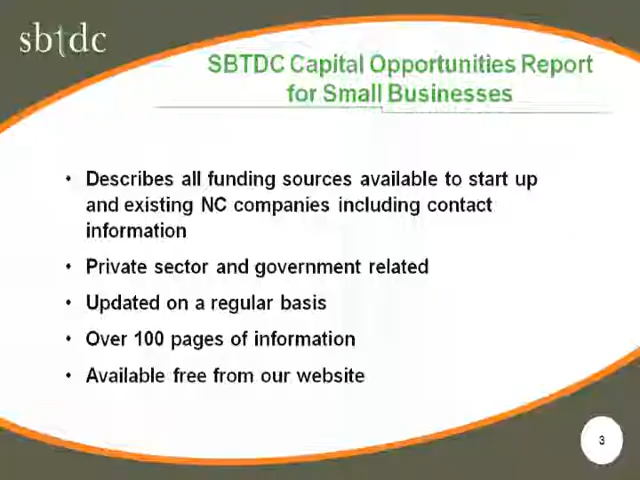 sbtdc
SBTDC Capital Opportunities Report
for Small Businesses
• Describes all funding sources available to start up
and existing NC companies including contact
information
• Private sector and government related
• Updated on a regular basis
• Over 100 pages of information
• Available free from our website
3